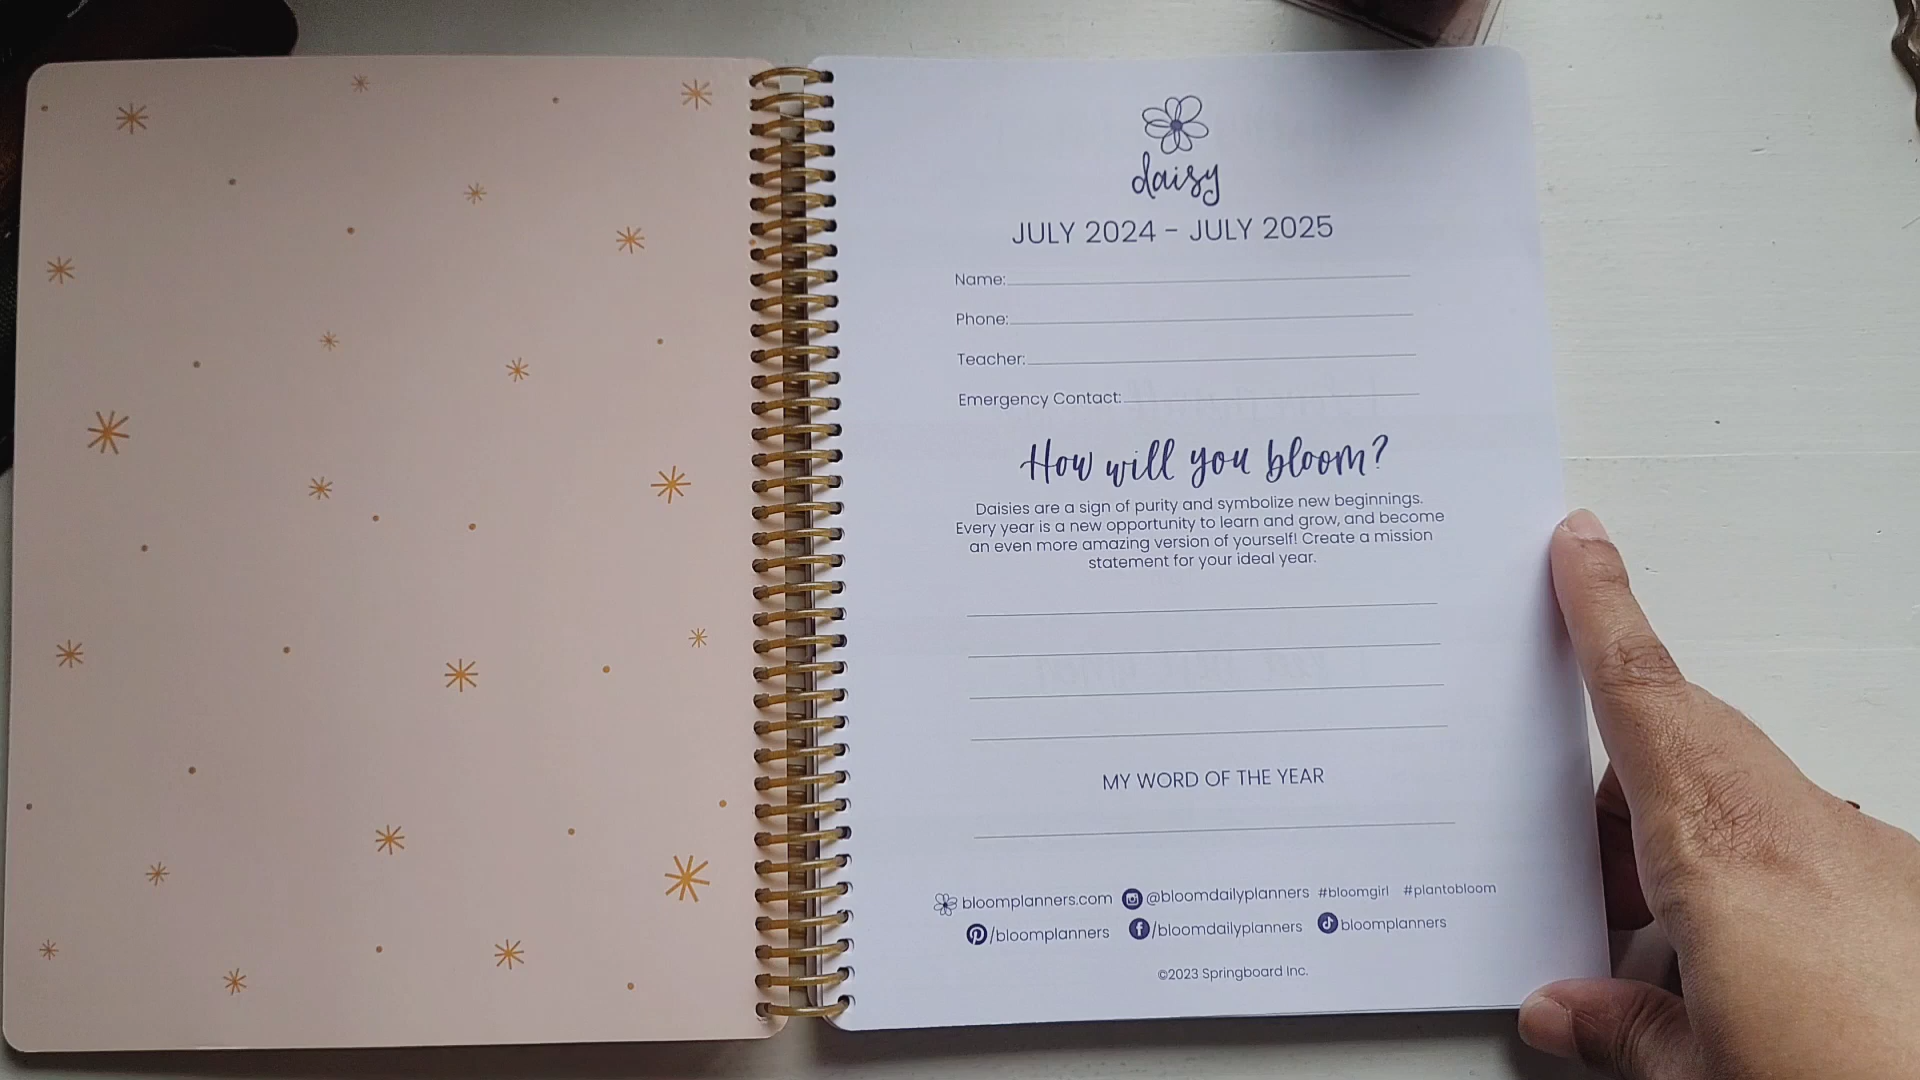 daisy
JULY 2024 - JULY 2025
Name:
Phone:
Teacher:
Emergency Contact:
How will you bloom?
Daisies are a sign of purity and symbolize new beginnings.
Every year is a new opportunity to learn and grow, and become
an even more amazing version of yourself! Create a mission
statement for your ideal year.
MY WORD OF THE YEAR
bloomplanners.com @bloomdailyplanners #bloomgirl #plantobloom
/bloomplanners /bloomdailyplanners bloomplanners
©2023 Springboard Inc.